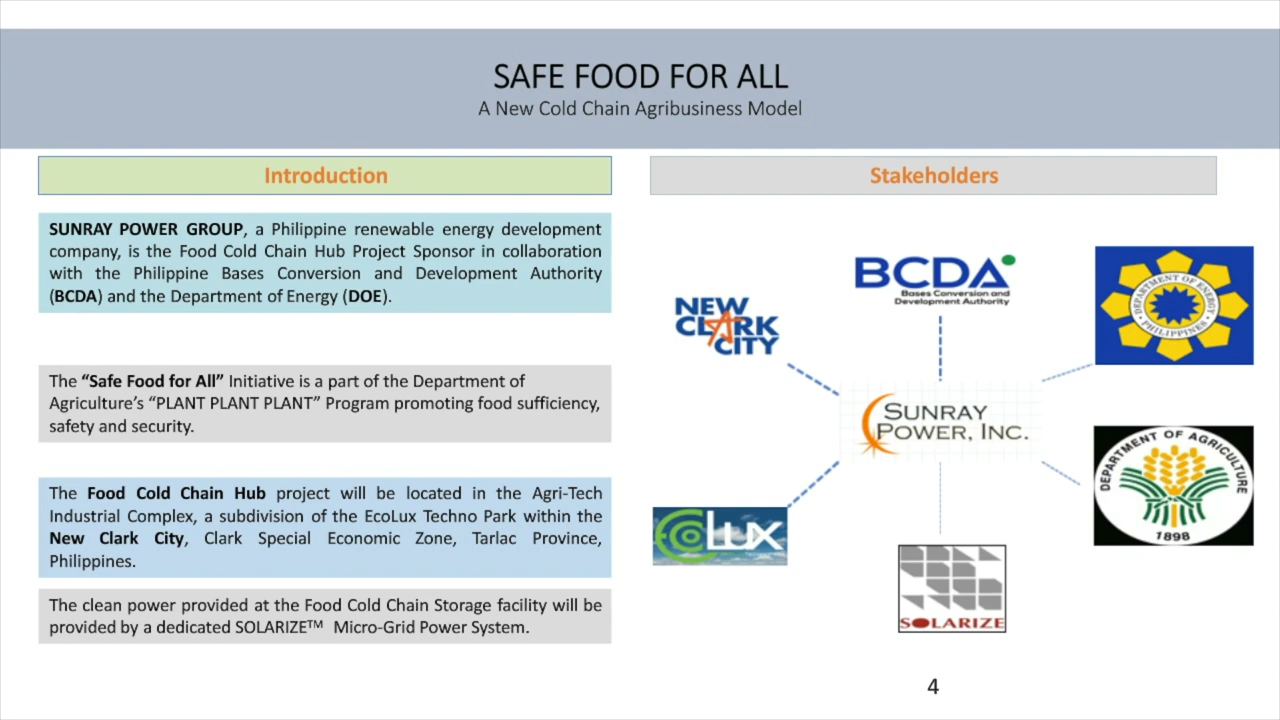 SAFE FOOD FOR ALL
A New Cold Chain Agribusiness Model
Introduction
SUNRAY POWER GROUP, a Philippine renewable energy development
company, is the Food Cold Chain Hub Project Sponsor in collaboration
with the Philippine Bases Conversion and Development Authority
(BCDA) and the Department of Energy (DOE).
The “Safe Food for All” Initiative is a part of the Department of
Agriculture’s “PLANT PLANT PLANT” Program promoting food sufficiency,
safety and security.
The Food Cold Chain Hub project will be located in the Agri-Tech
Industrial Complex, a subdivision of the EcoLux Techno Park within the
New Clark City, Clark Special Economic Zone, Tarlac Province,
Philippines.
The clean power provided at the Food Cold Chain Storage facility will be
provided by a dedicated SOLARIZE™ Micro-Grid Power System.
Stakeholders
NEW
CLARK
CITY
BCDA
Bases Conversion and
Development Authority
DEPARTMENT OF ENERGY
PHILIPPINES
SUNRAY
POWER, INC.
DEPARTMENT OF AGRICULTURE
1898
ECOLUX
SOLARIZE
4